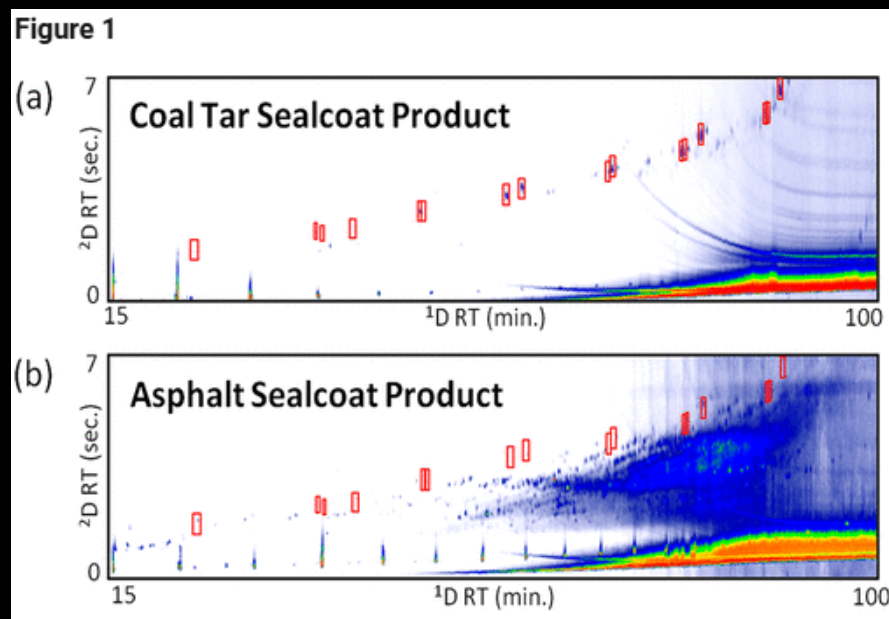 Figure 1
(a)
7
Coal Tar Sealcoat Product
²D RT (sec.)
0
15
¹D RT (min.)
100
(b)
7
Asphalt Sealcoat Product
²D RT (sec.)
0
15
¹D RT (min.)
100